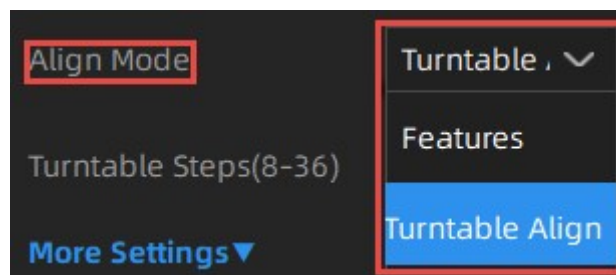 Align Mode
Turntable A
Features
Turntable Steps(8-36)
Turntable Align
More Settings▼